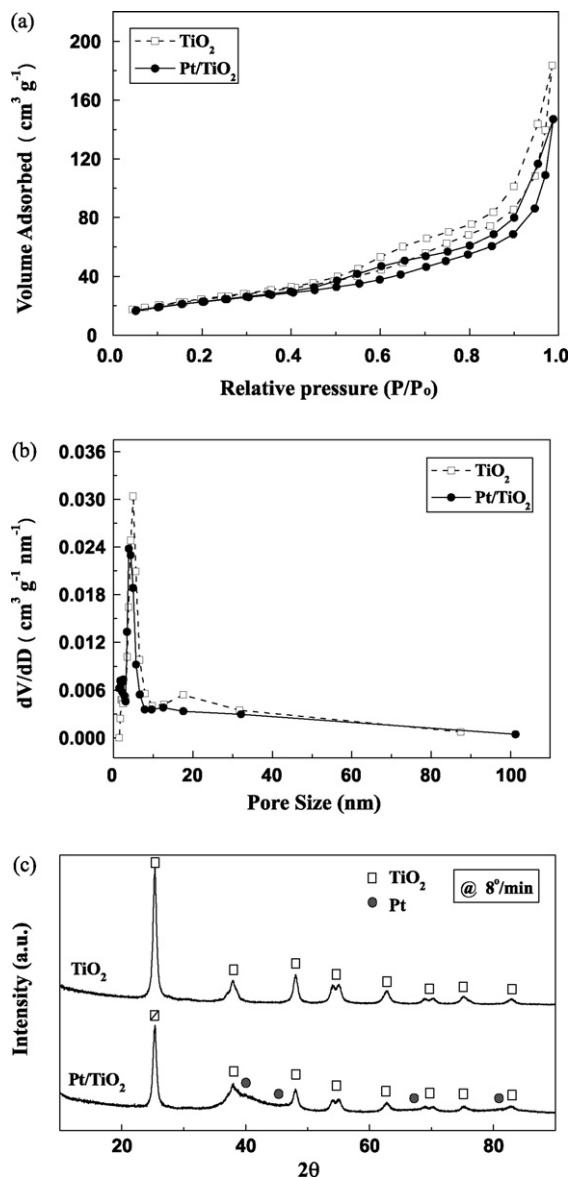 (a)
TiO₂
Pt/TiO₂
Volume Adsorbed ( cm³ g⁻¹)
200
160
120
80
40
0
0.0 0.2 0.4 0.6 0.8 1.0
Relative pressure (P/Po)
(b)
TiO₂
Pt/TiO₂
dV/dD ( cm³ g⁻¹ nm⁻¹)
0.036
0.030
0.024
0.018
0.012
0.006
0.000
0 20 40 60 80 100
Pore Size (nm)
(c)
TiO₂
Pt
@ 8°/min
Intensity (a.u.)
TiO₂
Pt/TiO₂
20 40 60 80
2θ